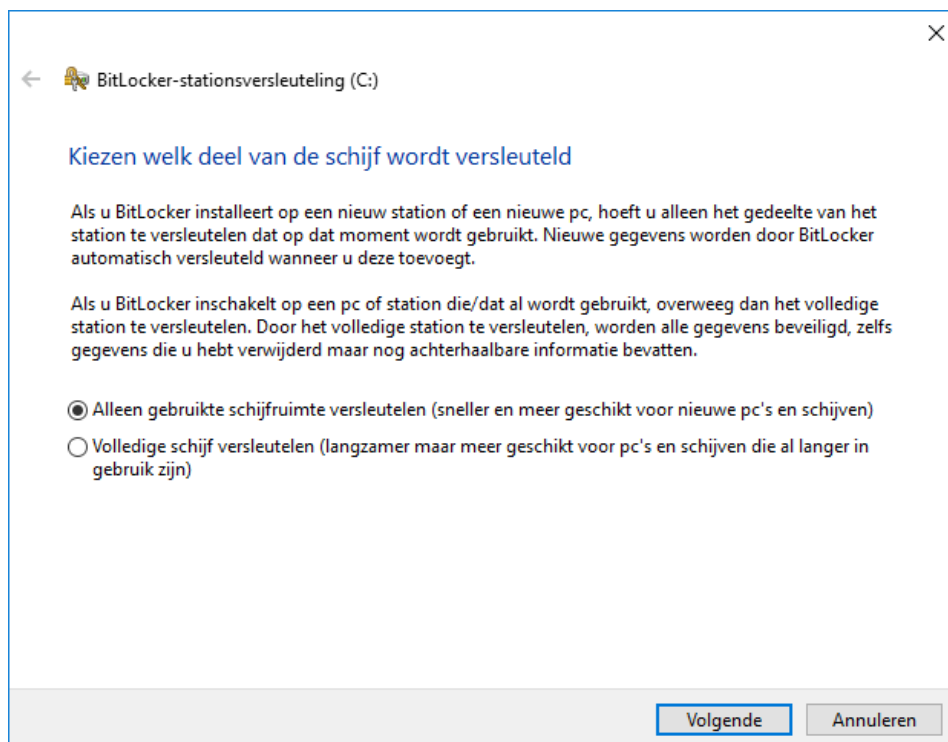 BitLocker-stationsversleuteling (C:)
Kiezen welk deel van de schijf wordt versleuteld
Als u BitLocker installeert op een nieuw station of een nieuwe pc, hoeft u alleen het gedeelte van het
station te versleutelen dat op dat moment wordt gebruikt. Nieuwe gegevens worden door BitLocker
automatisch versleuteld wanneer u deze toevoegt.
Als u BitLocker inschakelt op een pc of station die/dat al wordt gebruikt, overweeg dan het volledige
station te versleutelen. Door het volledige station te versleutelen, worden alle gegevens beveiligd, zelfs
gegevens die u hebt verwijderd maar nog achterhaalbare informatie bevatten.
Alleen gebruikte schijfruimte versleutelen (sneller en meer geschikt voor nieuwe pc's en schijven)
Volledige schijf versleutelen (langzamer maar meer geschikt voor pc's en schijven die al langer in
gebruik zijn)
Volgende
Annuleren